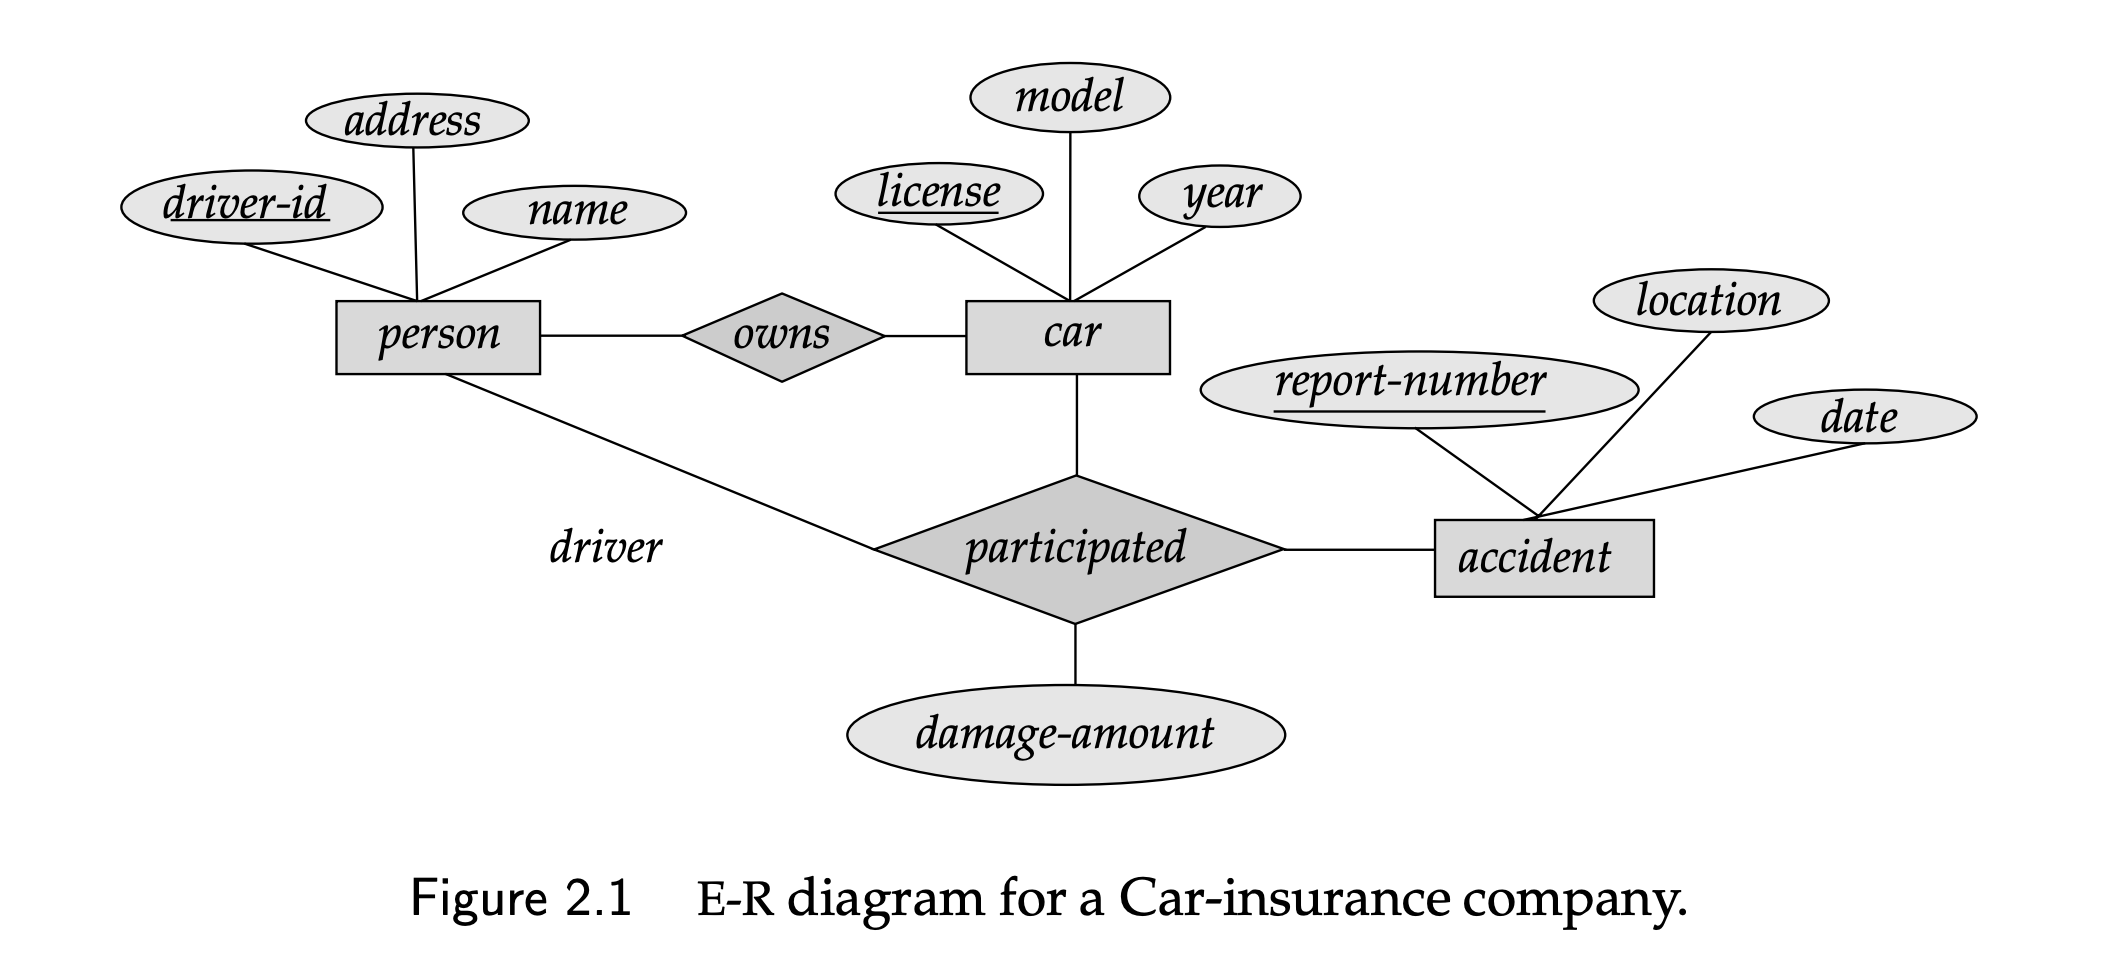 model
address
license
year
driver-id
name
location
person
owns
car
report-number
date
driver
participated
accident
damage-amount
Figure 2.1 E-R diagram for a Car-insurance company.